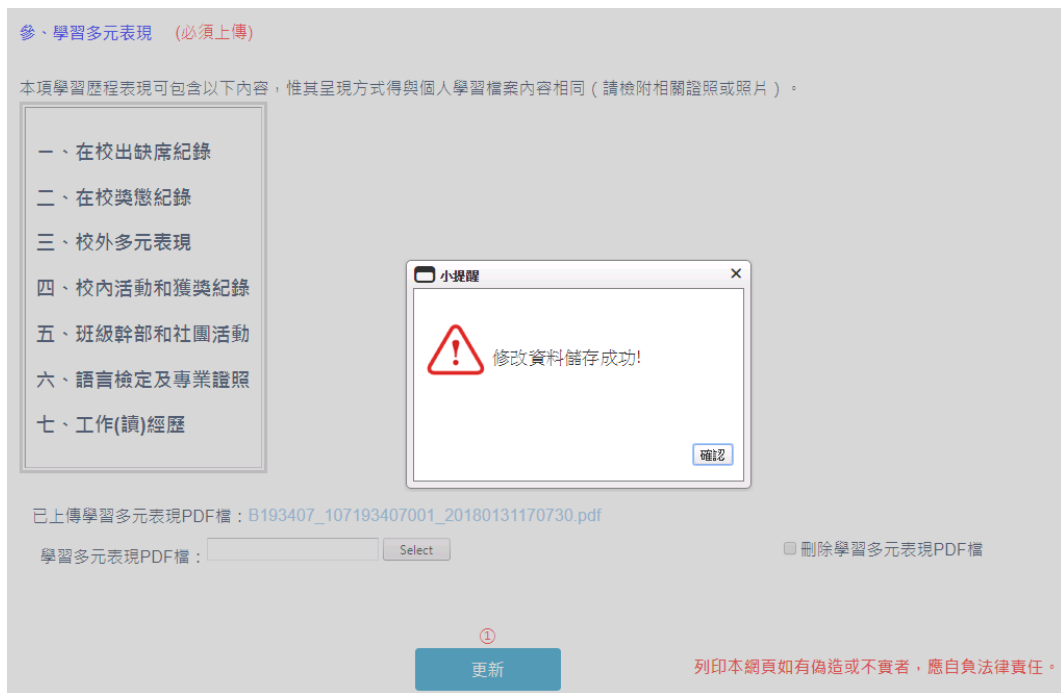 參、學習多元表現 (必須上傳)
本項學習歷程表現可包含以下內容，惟其呈現方式得與個人學習檔案內容相同（請檢附相關證照或照片）。
一、在校出缺席紀錄
二、在校獎懲紀錄
三、校外多元表現
四、校內活動和獲獎紀錄
五、班級幹部和社團活動
六、語言檢定及專業證照
七、工作(讀)經歷
小提醒
修改資料儲存成功!
確認
已上傳學習多元表現PDF檔：B193407_107193407001_20180131170730.pdf
學習多元表現PDF檔： Select 刪除學習多元表現PDF檔
①
更新 列印本網頁如有偽造或不實者，應自負法律責任。